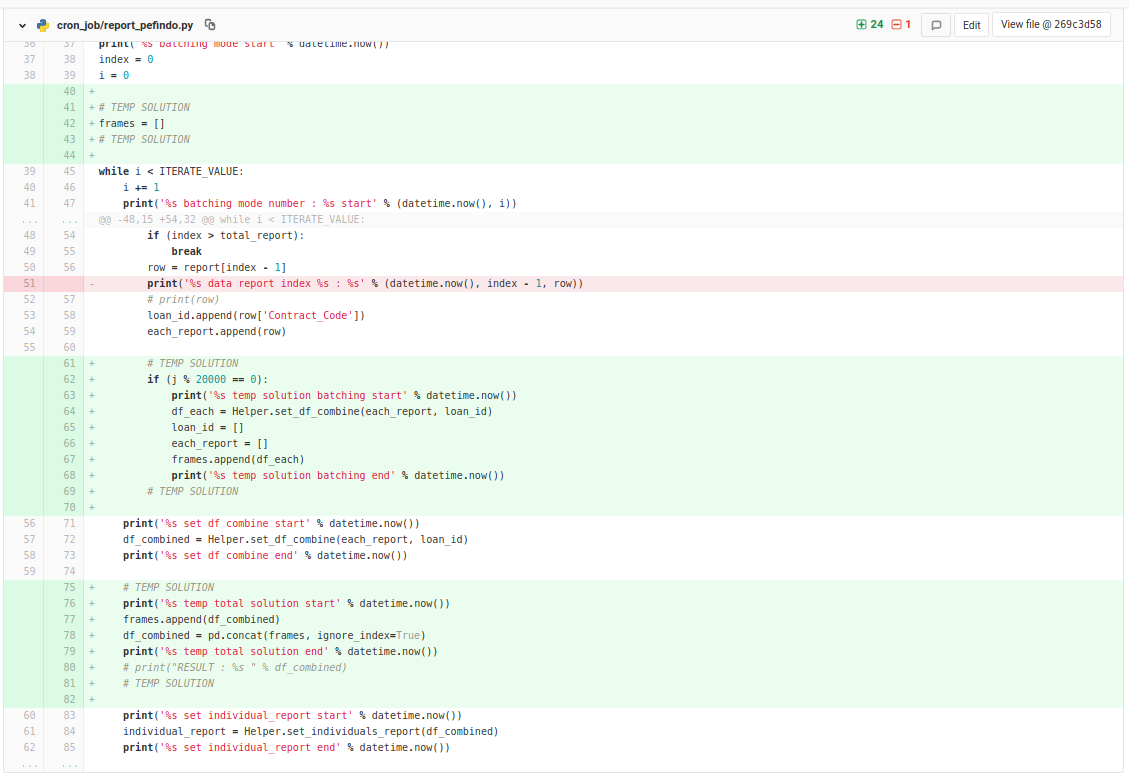 cron_job/report_pefindo.py 24 1 Edit View file @ 269c3d58
36 37 print('%s batching mode start' % datetime.now())
37 38 index = 0
38 39 i = 0
40 +
41 + # TEMP SOLUTION
42 + frames = []
43 + # TEMP SOLUTION
44 +
39 45 while i < ITERATE_VALUE:
40 46 i += 1
41 47 print('%s batching mode number : %s start' % (datetime.now(), i))
... ... @@ -48,15 +54,32 @@ while i < ITERATE_VALUE:
48 54 if (index > total_report):
49 55 break
50 56 row = report[index - 1]
51 - print('%s data report index %s : %s' % (datetime.now(), index - 1, row))
52 57 # print(row)
53 58 loan_id.append(row['Contract_Code'])
54 59 each_report.append(row)
55 60
61 + # TEMP SOLUTION
62 + if (j % 20000 == 0):
63 + print('%s temp solution batching start' % datetime.now())
64 + df_each = Helper.set_df_combine(each_report, loan_id)
65 + loan_id = []
66 + each_report = []
67 + frames.append(df_each)
68 + print('%s temp solution batching end' % datetime.now())
69 + # TEMP SOLUTION
70 +
56 71 print('%s set df combine start' % datetime.now())
57 72 df_combined = Helper.set_df_combine(each_report, loan_id)
58 73 print('%s set df combine end' % datetime.now())
59 74
75 + # TEMP SOLUTION
76 + print('%s temp total solution start' % datetime.now())
77 + frames.append(df_combined)
78 + df_combined = pd.concat(frames, ignore_index=True)
79 + print('%s temp total solution end' % datetime.now())
80 + # print("RESULT : %s " % df_combined)
81 + # TEMP SOLUTION
82 +
60 83 print('%s set individual_report start' % datetime.now())
61 84 individual_report = Helper.set_individuals_report(df_combined)
62 85 print('%s set individual_report end' % datetime.now())
... ...